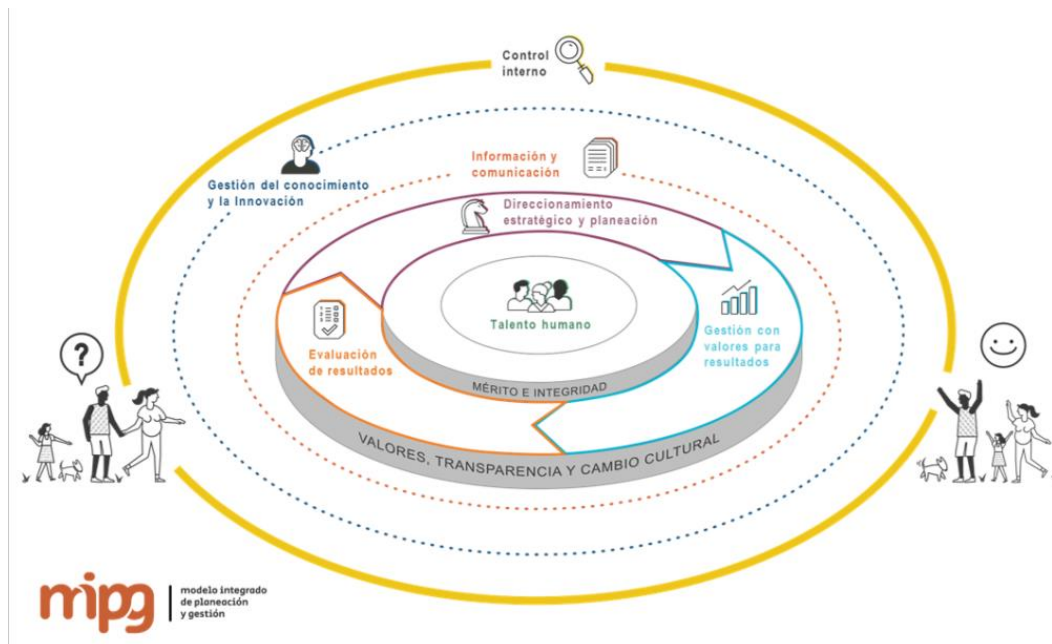 Control
interno
Gestión del conocimiento
y la Innovación
Información y
comunicación
Direccionamiento
estratégico y planeación
Talento humano
Gestión con
valores para
resultados
Evaluación
de resultados
MÉRITO E INTEGRIDAD
VALORES, TRANSPARENCIA Y CAMBIO CULTURAL
?
mipg
modelo integrado
de planeación
y gestión